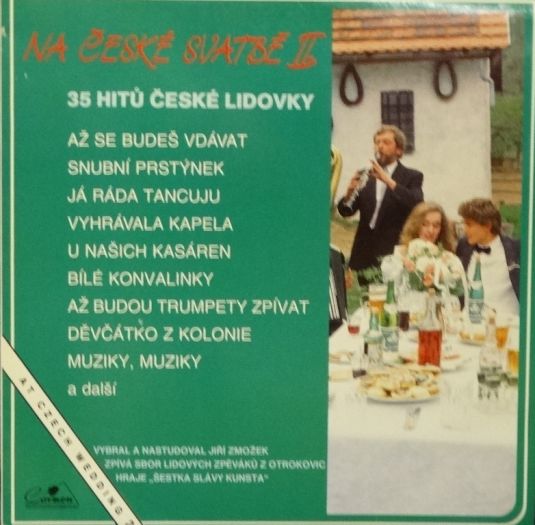 NA ČESKÉ SVATBĚ II
35 HITŮ ČESKÉ LIDOVKY
AŽ SE BUDEŠ VDÁVAT
SNUBNÍ PRSTÝNEK
JÁ RÁDA TANCUJU
VYHRÁVALA KAPELA
U NAŠICH KASÁREN
BÍLÉ KONVALINKY
AŽ BUDOU TRUMPETY ZPÍVAT
DĚVČÁTKO Z KOLONIE
MUZIKY, MUZIKY
a další
AT CZECH WEDDING 2
VYBRAL A NASTUDOVAL JIŘÍ ZMOŽEK
ZPÍVÁ SBOR LIDOVÝCH ZPĚVÁKŮ Z OTROKOVIC
HRAJE „ŠESTKA SLÁVY KUNSTA"